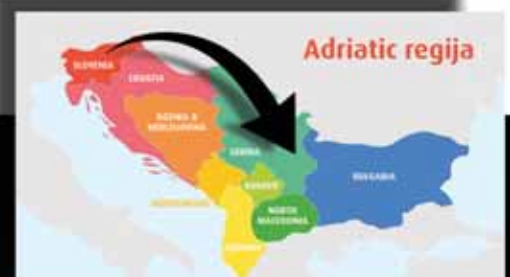 Adriatic regija
SLOVENIA
CROATIA
BOSNIA &
HERZEGOVINA
SERBIA
KOSOVO
BULGARIA
NORTH
MACEDONIA